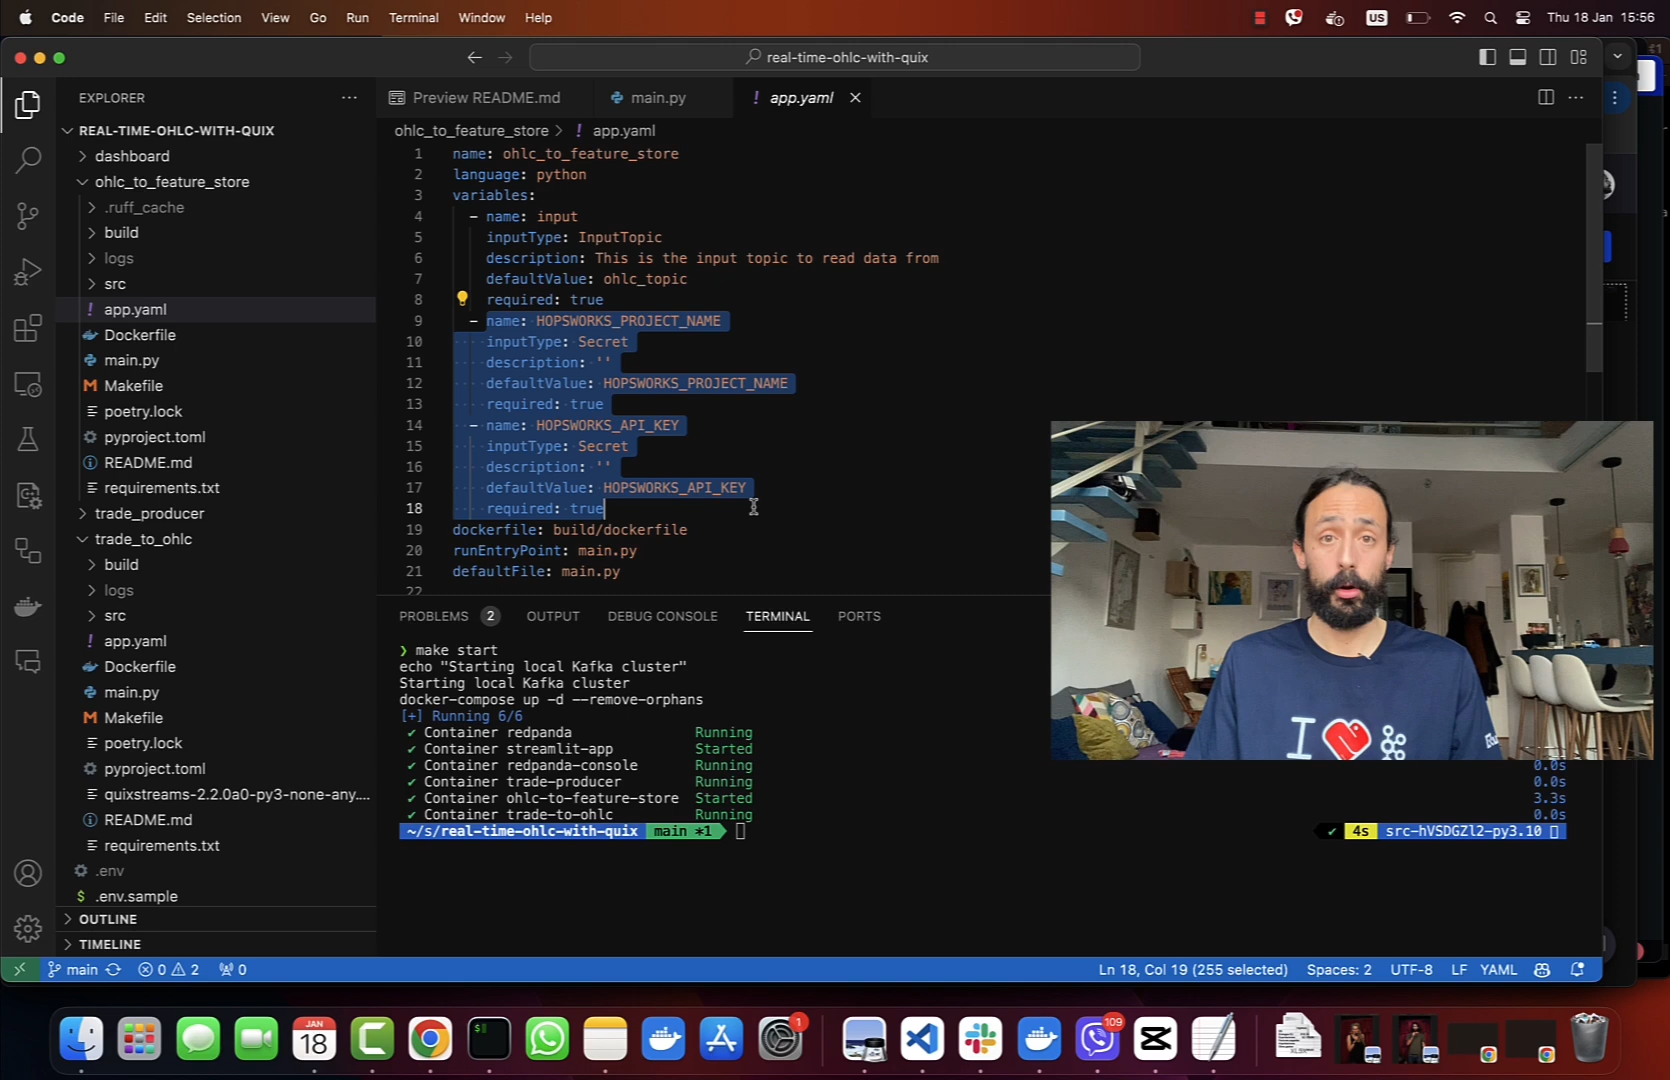 Code File Edit Selection View Go Run Terminal Window Help
US Thu 18 Jan 15:56
real-time-ohlc-with-quix
EXPLORER
REAL-TIME-OHLC-WITH-QUIX
dashboard
ohlc_to_feature_store
.ruff_cache
build
logs
src
! app.yaml
Dockerfile
main.py
M Makefile
poetry.lock
pyproject.toml
README.md
requirements.txt
trade_producer
trade_to_ohlc
build
logs
src
! app.yaml
Dockerfile
main.py
M Makefile
poetry.lock
pyproject.toml
quixstreams-2.2.0a0-py3-none-any....
README.md
requirements.txt
.env
$ .env.sample
OUTLINE
TIMELINE
Preview README.md main.py ! app.yaml
ohlc_to_feature_store > ! app.yaml
1 name: ohlc_to_feature_store
2 language: python
3 variables:
4 - name: input
5 inputType: InputTopic
6 description: This is the input topic to read data from
7 defaultValue: ohlc_topic
8 required: true
9 - name: HOPSWORKS_PROJECT_NAME
10 inputType: Secret
11 description: ''
12 defaultValue: HOPSWORKS_PROJECT_NAME
13 required: true
14 - name: HOPSWORKS_API_KEY
15 inputType: Secret
16 description: ''
17 defaultValue: HOPSWORKS_API_KEY
18 required: true
19 dockerfile: build/dockerfile
20 runEntryPoint: main.py
21 defaultFile: main.py
22
PROBLEMS 2 OUTPUT DEBUG CONSOLE TERMINAL PORTS
❯ make start
echo "Starting local Kafka cluster"
Starting local Kafka cluster
docker-compose up -d --remove-orphans
[+] Running 6/6
✔ Container redpanda Running
✔ Container streamlit-app Started
✔ Container redpanda-console Running 0.0s
✔ Container trade-producer Running 0.0s
✔ Container ohlc-to-feature-store Started 3.3s
✔ Container trade-to-ohlc Running 0.0s
~/s/real-time-ohlc-with-quix main *1 ✔ 4s src-hVSDGZl2-py3.10
I
main 0 2 0 Ln 18, Col 19 (255 selected) Spaces: 2 UTF-8 LF YAML
JAN
18
$
1
109